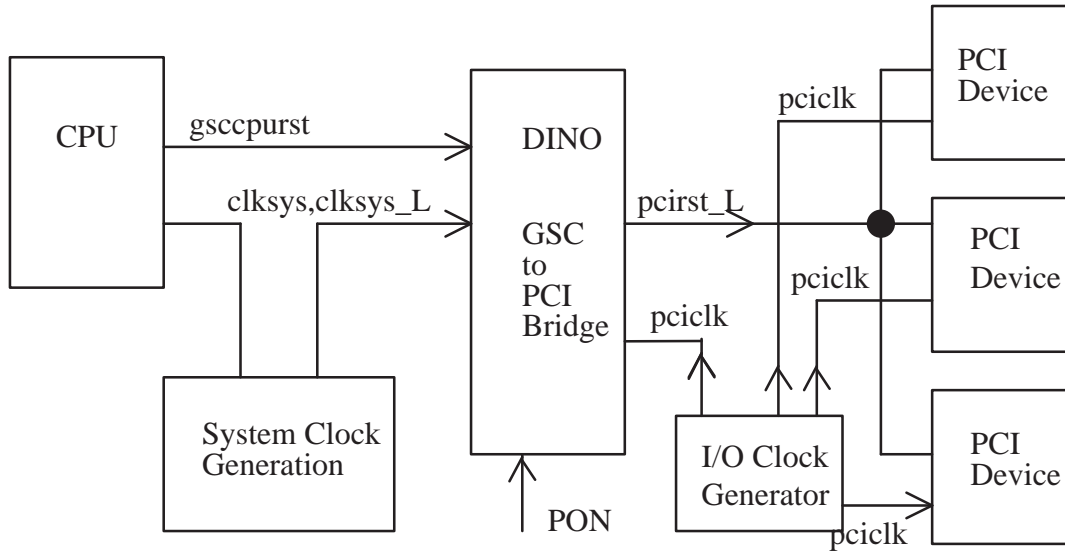 PCI
Device
pciclk
CPU
gsccpurst
DINO
clksys,clksys_L
pcirst_L
GSC
to
PCI
Bridge
PCI
Device
pciclk
pciclk
System Clock
Generation
I/O Clock
Generator
PCI
Device
PON
pciclk